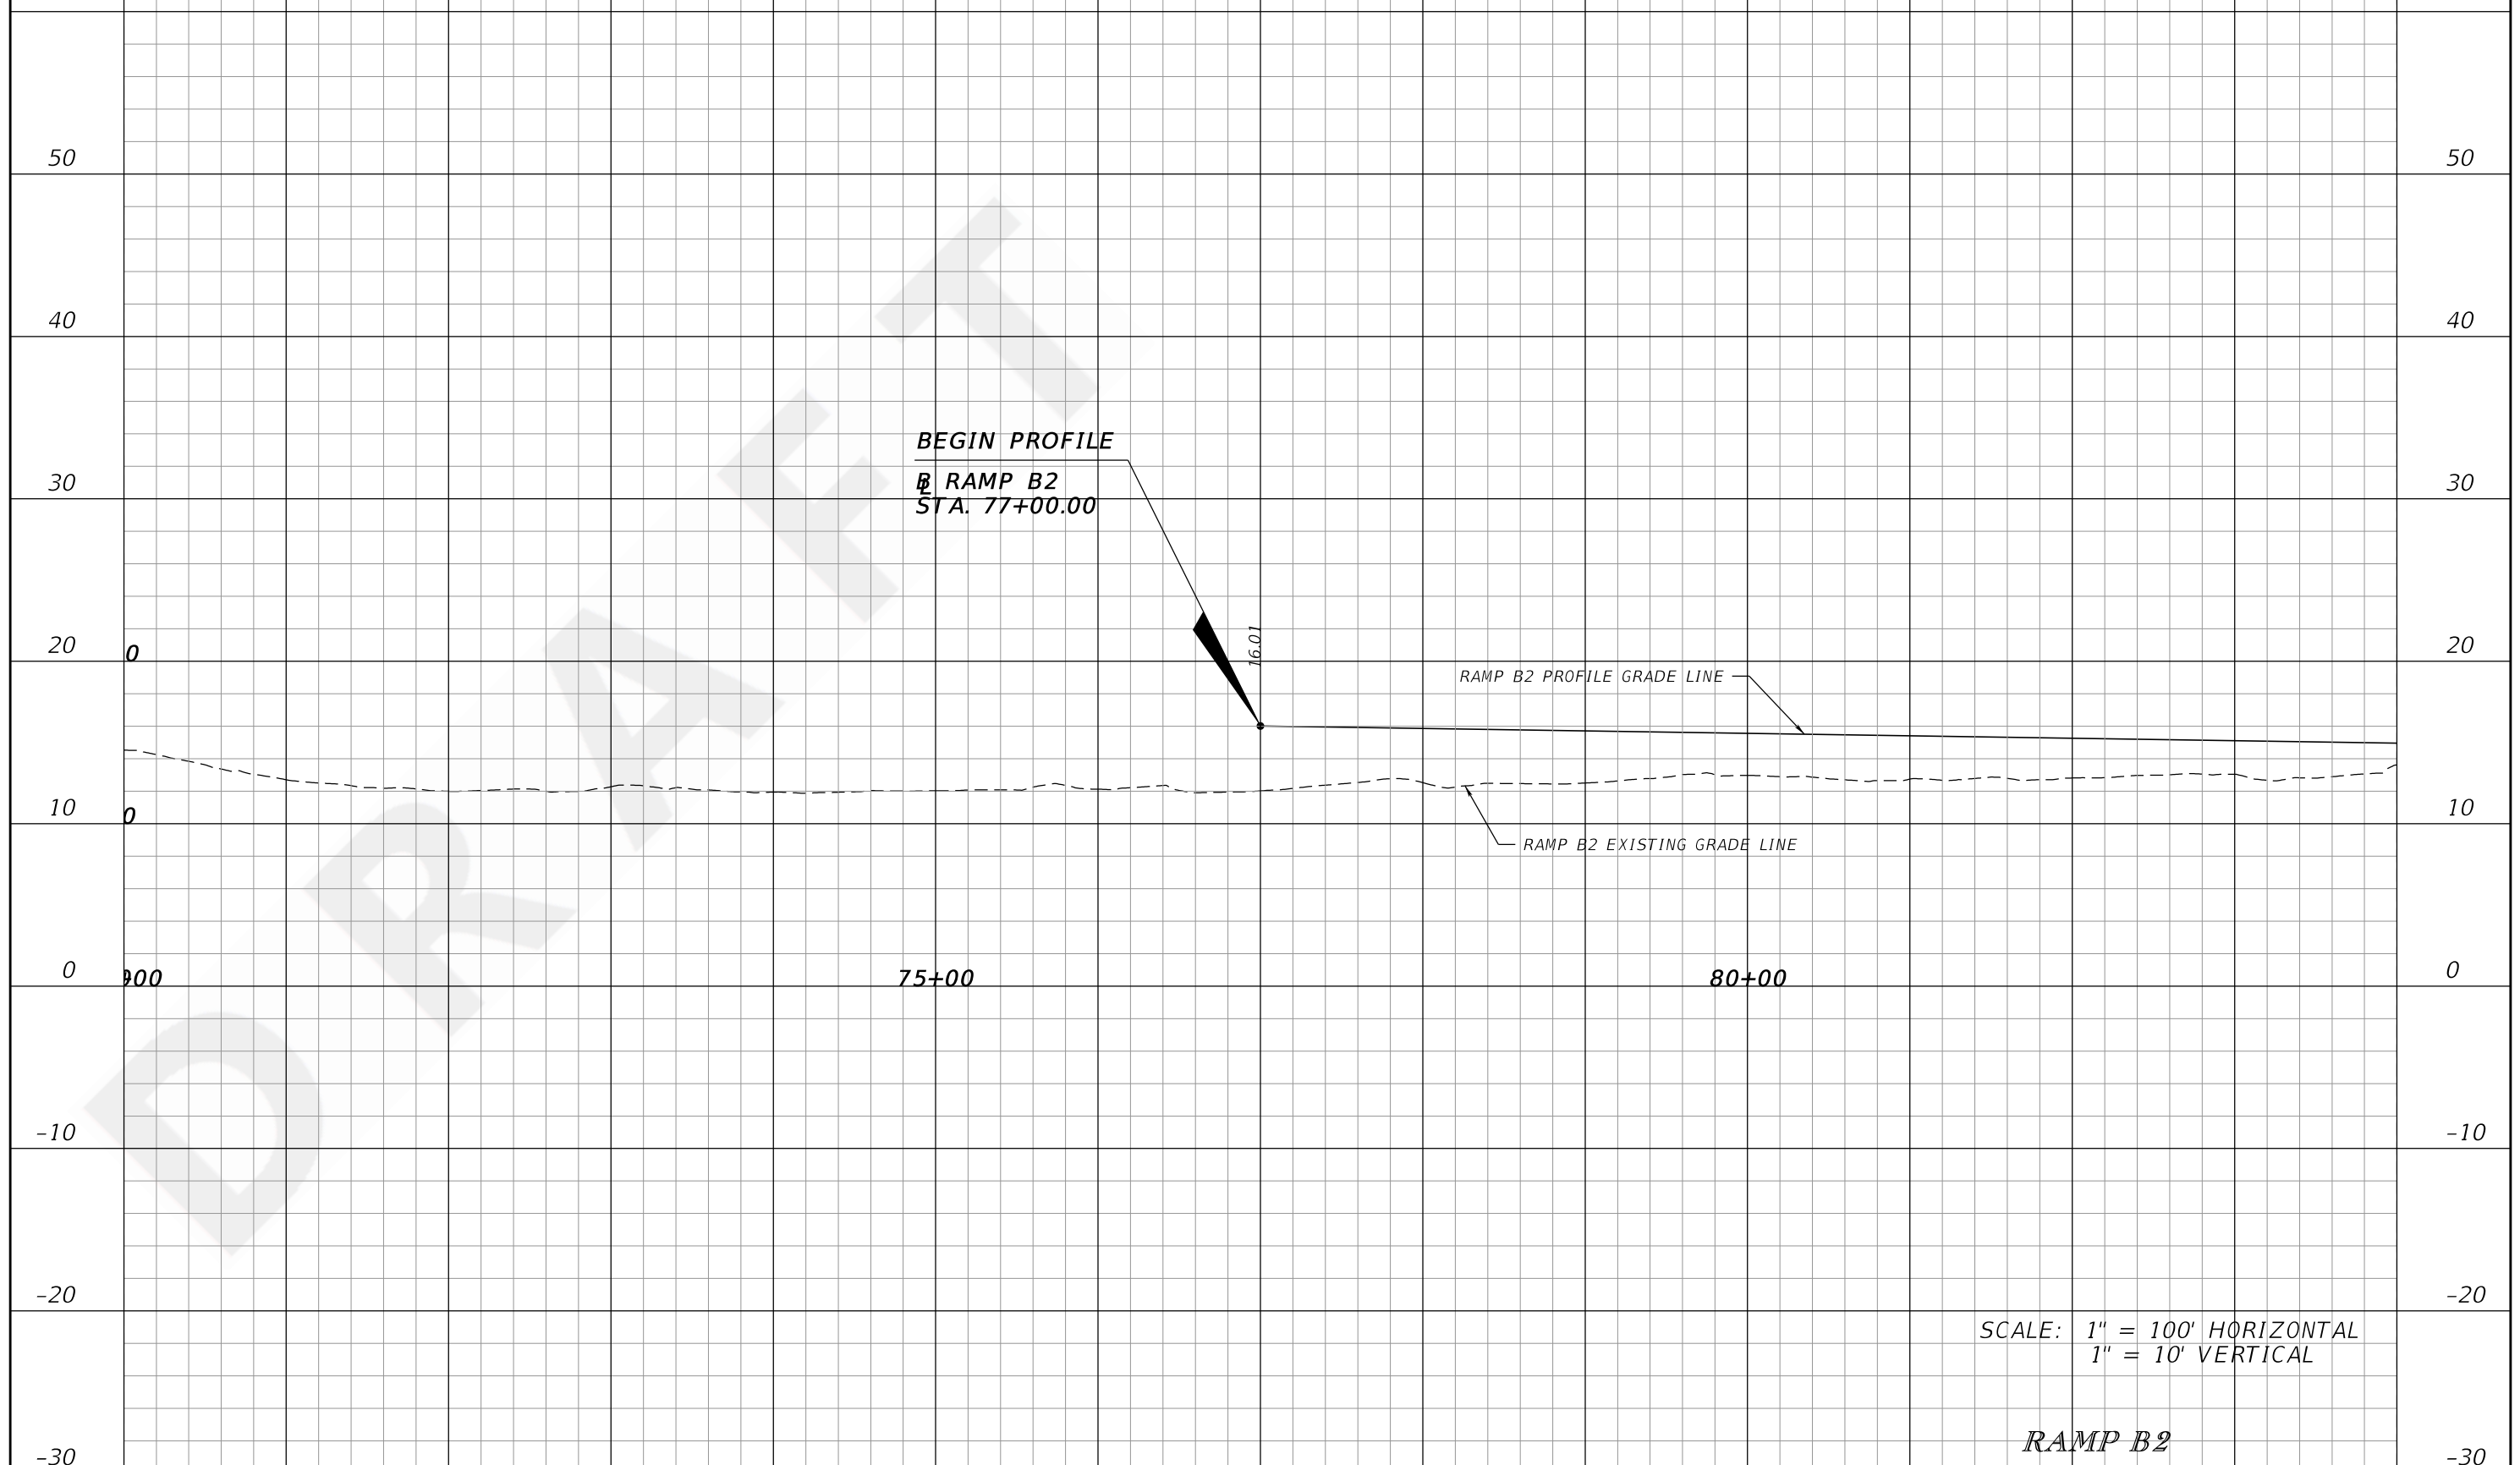 50 50
40 40
BEGIN PROFILE
BL RAMP B2
30 30
STA. 77+00.00
16.01
20 0 20
RAMP B2 PROFILE GRADE LINE
10 0 10
RAMP B2 EXISTING GRADE LINE
0 0
75+00 80+00
-10 -10
-20 -20
SCALE: 1" = 100' HORIZONTAL
1" = 10' VERTICAL
RAMP B2
-30 -30
DRAFT